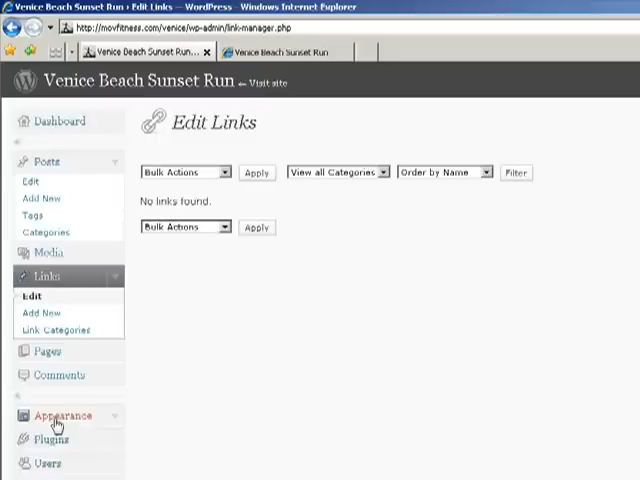 Venice Beach Sunset Run › Edit Links — WordPress - Windows Internet Explorer
http://movfitness.com/venice/wp-admin/link-manager.php
Venice Beach Sunset Run... Venice Beach Sunset Run
Venice Beach Sunset Run ← Visit site
Dashboard
Edit Links
Posts
Bulk Actions Apply View all Categories Order by Name Filter
Edit
Add New
No links found.
Tags
Categories
Bulk Actions Apply
Media
Links
Edit
Add New
Link Categories
Pages
Comments
Appearance
Plugins
Users